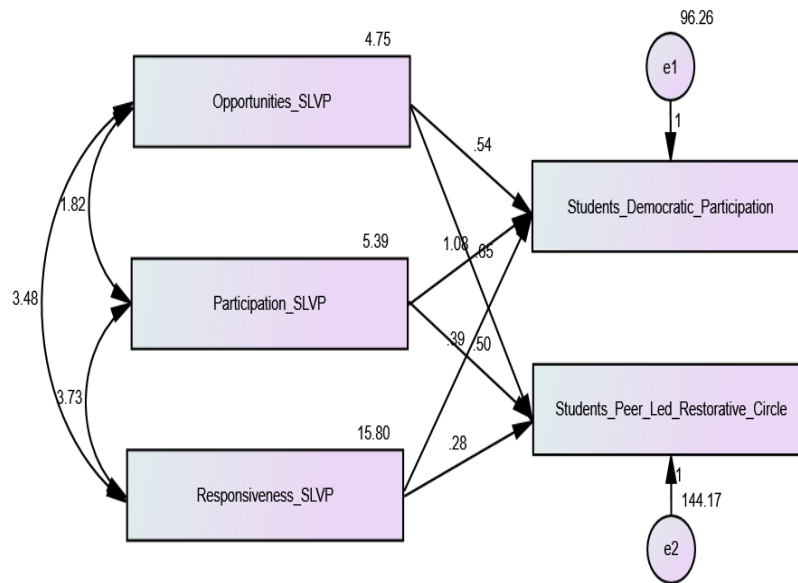 96.26
4.75
e1
Opportunities_SLVP
1
.54
Students_Democratic_Participation
1.82
5.39
1.08
.65
Participation_SLVP
3.48
.39
.50
3.73
Students_Peer_Led_Restorative_Circle
15.80
.28
Responsiveness_SLVP
1
144.17
e2